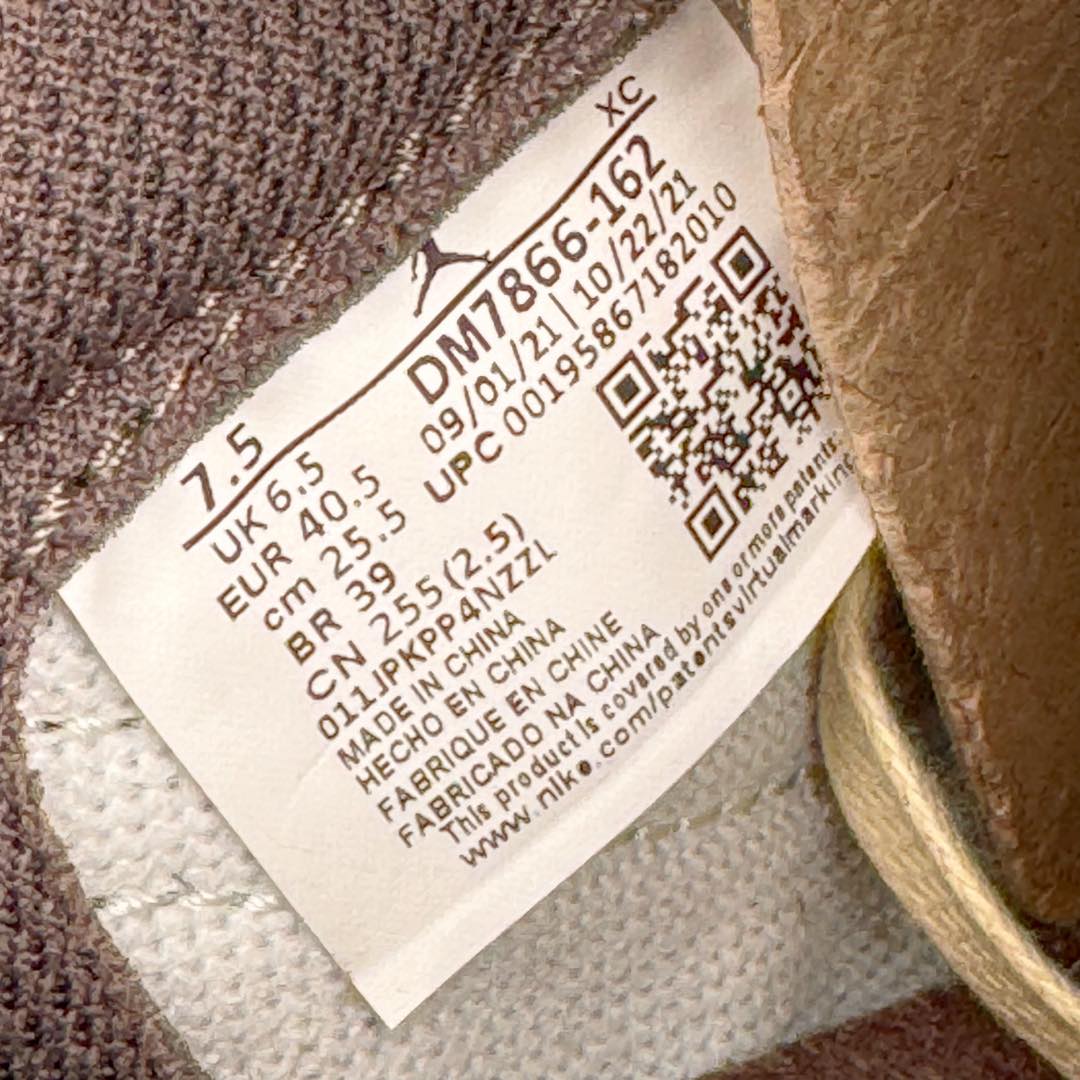 XC
7.5
UK 6.5
EUR 40.5
cm 25.5
BR 39
CN 255 (2.5)
DM7866-162
09/01/21 | 10/22/21
UPC 00195867182010
011JPKPP4NZZL
MADE IN CHINA
HECHO EN CHINA
FABRIQUE EN CHINE
FABRICADO NA CHINA
This product is covered by one or more patents:
www.nike.com/patentsvirtualmarking